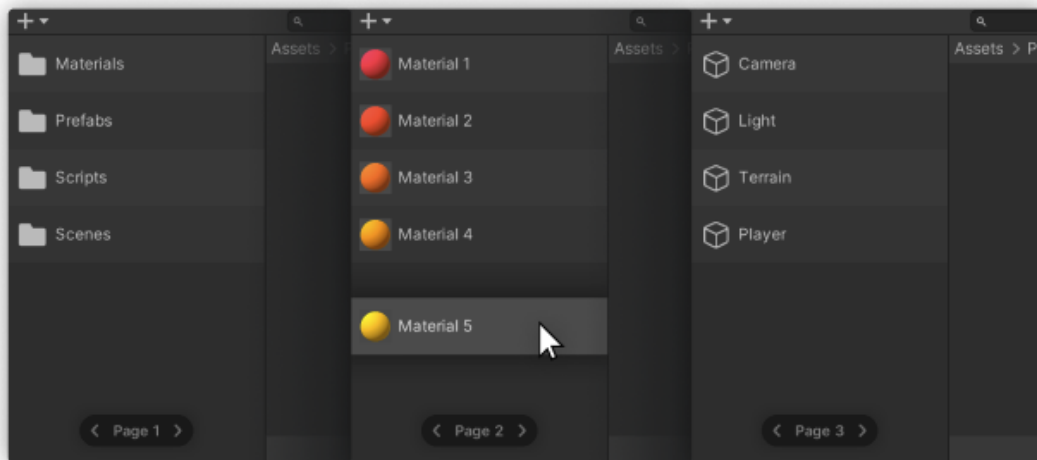 Assets > P
Materials
Prefabs
Scripts
Scenes
< Page 1 >
Assets >
Material 1
Material 2
Material 3
Material 4
Material 5
< Page 2 >
Assets > P
Camera
Light
Terrain
Player
< Page 3 >